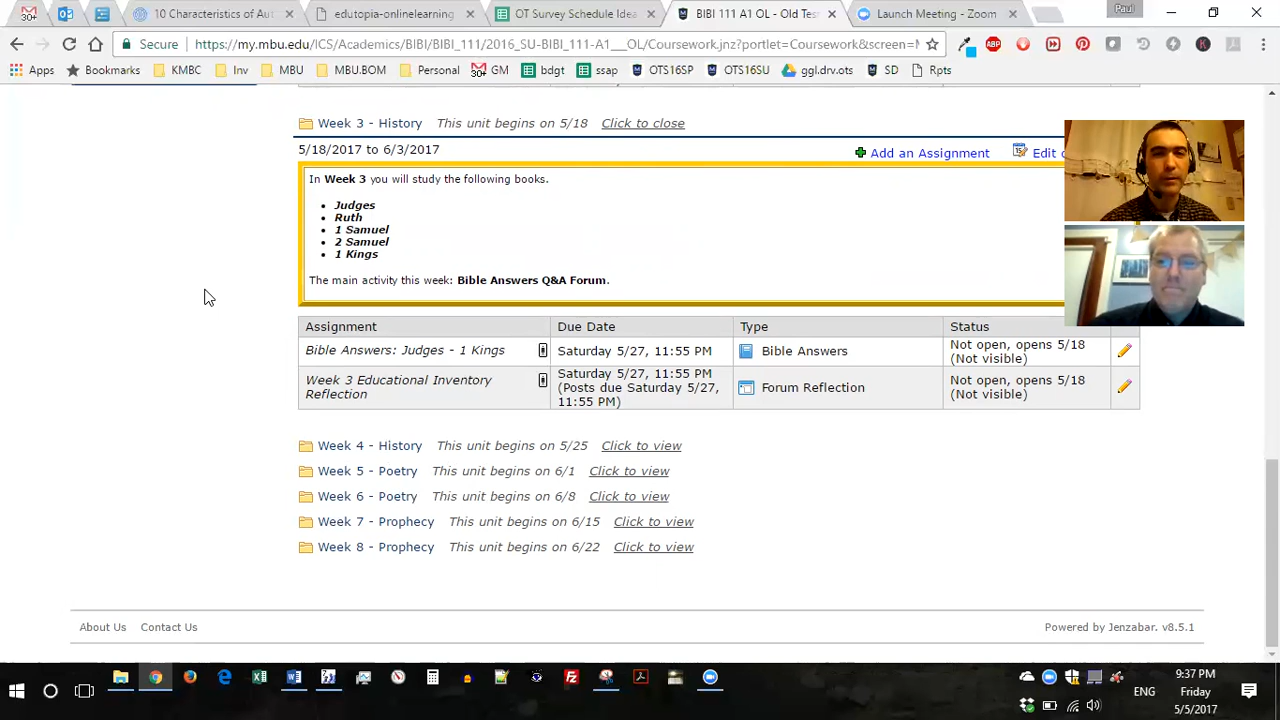 Paul
10 Characteristics of Aut
edutopia-onlinelearning
OT Survey Schedule Idea
BIBI 111 A1 OL - Old Test
Launch Meeting - Zoom
Secure
https://my.mbu.edu/ICS/Academics/BIBI/BIBI_111/2016_SU-BIBI_111-A1__OL/Coursework.jnz?portlet=Coursework&screen=
Apps Bookmarks KMBC Inv MBU MBU.BOM Personal GM bdgt ssap OTS16SP OTS16SU ggl.drv.ots SD Rpts
Week 3 - History This unit begins on 5/18 Click to close
5/18/2017 to 6/3/2017
Add an Assignment Edit
In Week 3 you will study the following books.
Judges
Ruth
1 Samuel
2 Samuel
1 Kings
The main activity this week: Bible Answers Q&A Forum.
Assignment Due Date Type Status
Bible Answers: Judges - 1 Kings Saturday 5/27, 11:55 PM Bible Answers Not open, opens 5/18
(Not visible)
Week 3 Educational Inventory
Reflection
Saturday 5/27, 11:55 PM
(Posts due Saturday 5/27,
11:55 PM)
Forum Reflection
Not open, opens 5/18
(Not visible)
Week 4 - History This unit begins on 5/25 Click to view
Week 5 - Poetry This unit begins on 6/1 Click to view
Week 6 - Poetry This unit begins on 6/8 Click to view
Week 7 - Prophecy This unit begins on 6/15 Click to view
Week 8 - Prophecy This unit begins on 6/22 Click to view
About Us Contact Us
Powered by Jenzabar. v8.5.1
9:37 PM
ENG Friday
5/5/2017